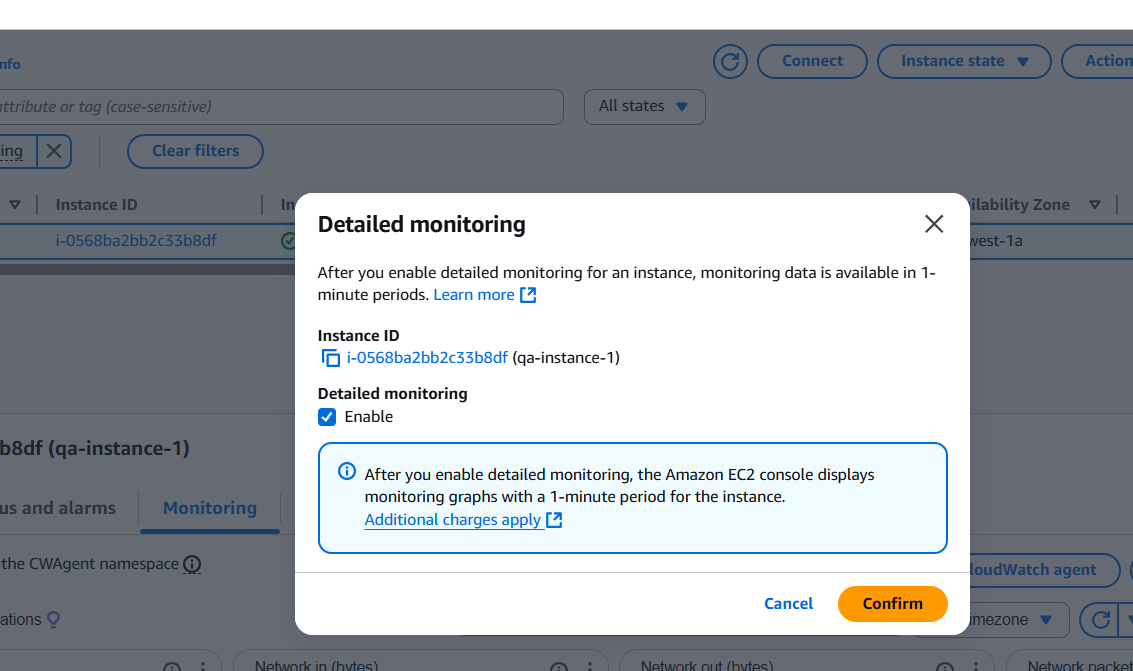 nfo
Connect
Instance state
Action
attribute or tag (case-sensitive)
All states
ing
Clear filters
Instance ID
In
ilability Zone
i-0568ba2bb2c33b8df
west-1a
Detailed monitoring
After you enable detailed monitoring for an instance, monitoring data is available in 1-
minute periods. Learn more
Instance ID
i-0568ba2bb2c33b8df (qa-instance-1)
Detailed monitoring
Enable
After you enable detailed monitoring, the Amazon EC2 console displays
monitoring graphs with a 1-minute period for the instance.
Additional charges apply
b8df (qa-instance-1)
us and alarms
Monitoring
the CWAgent namespace
loudWatch agent
Cancel
Confirm
ations
imezone
Network in (bytes)
Network out (bytes)
Network packet